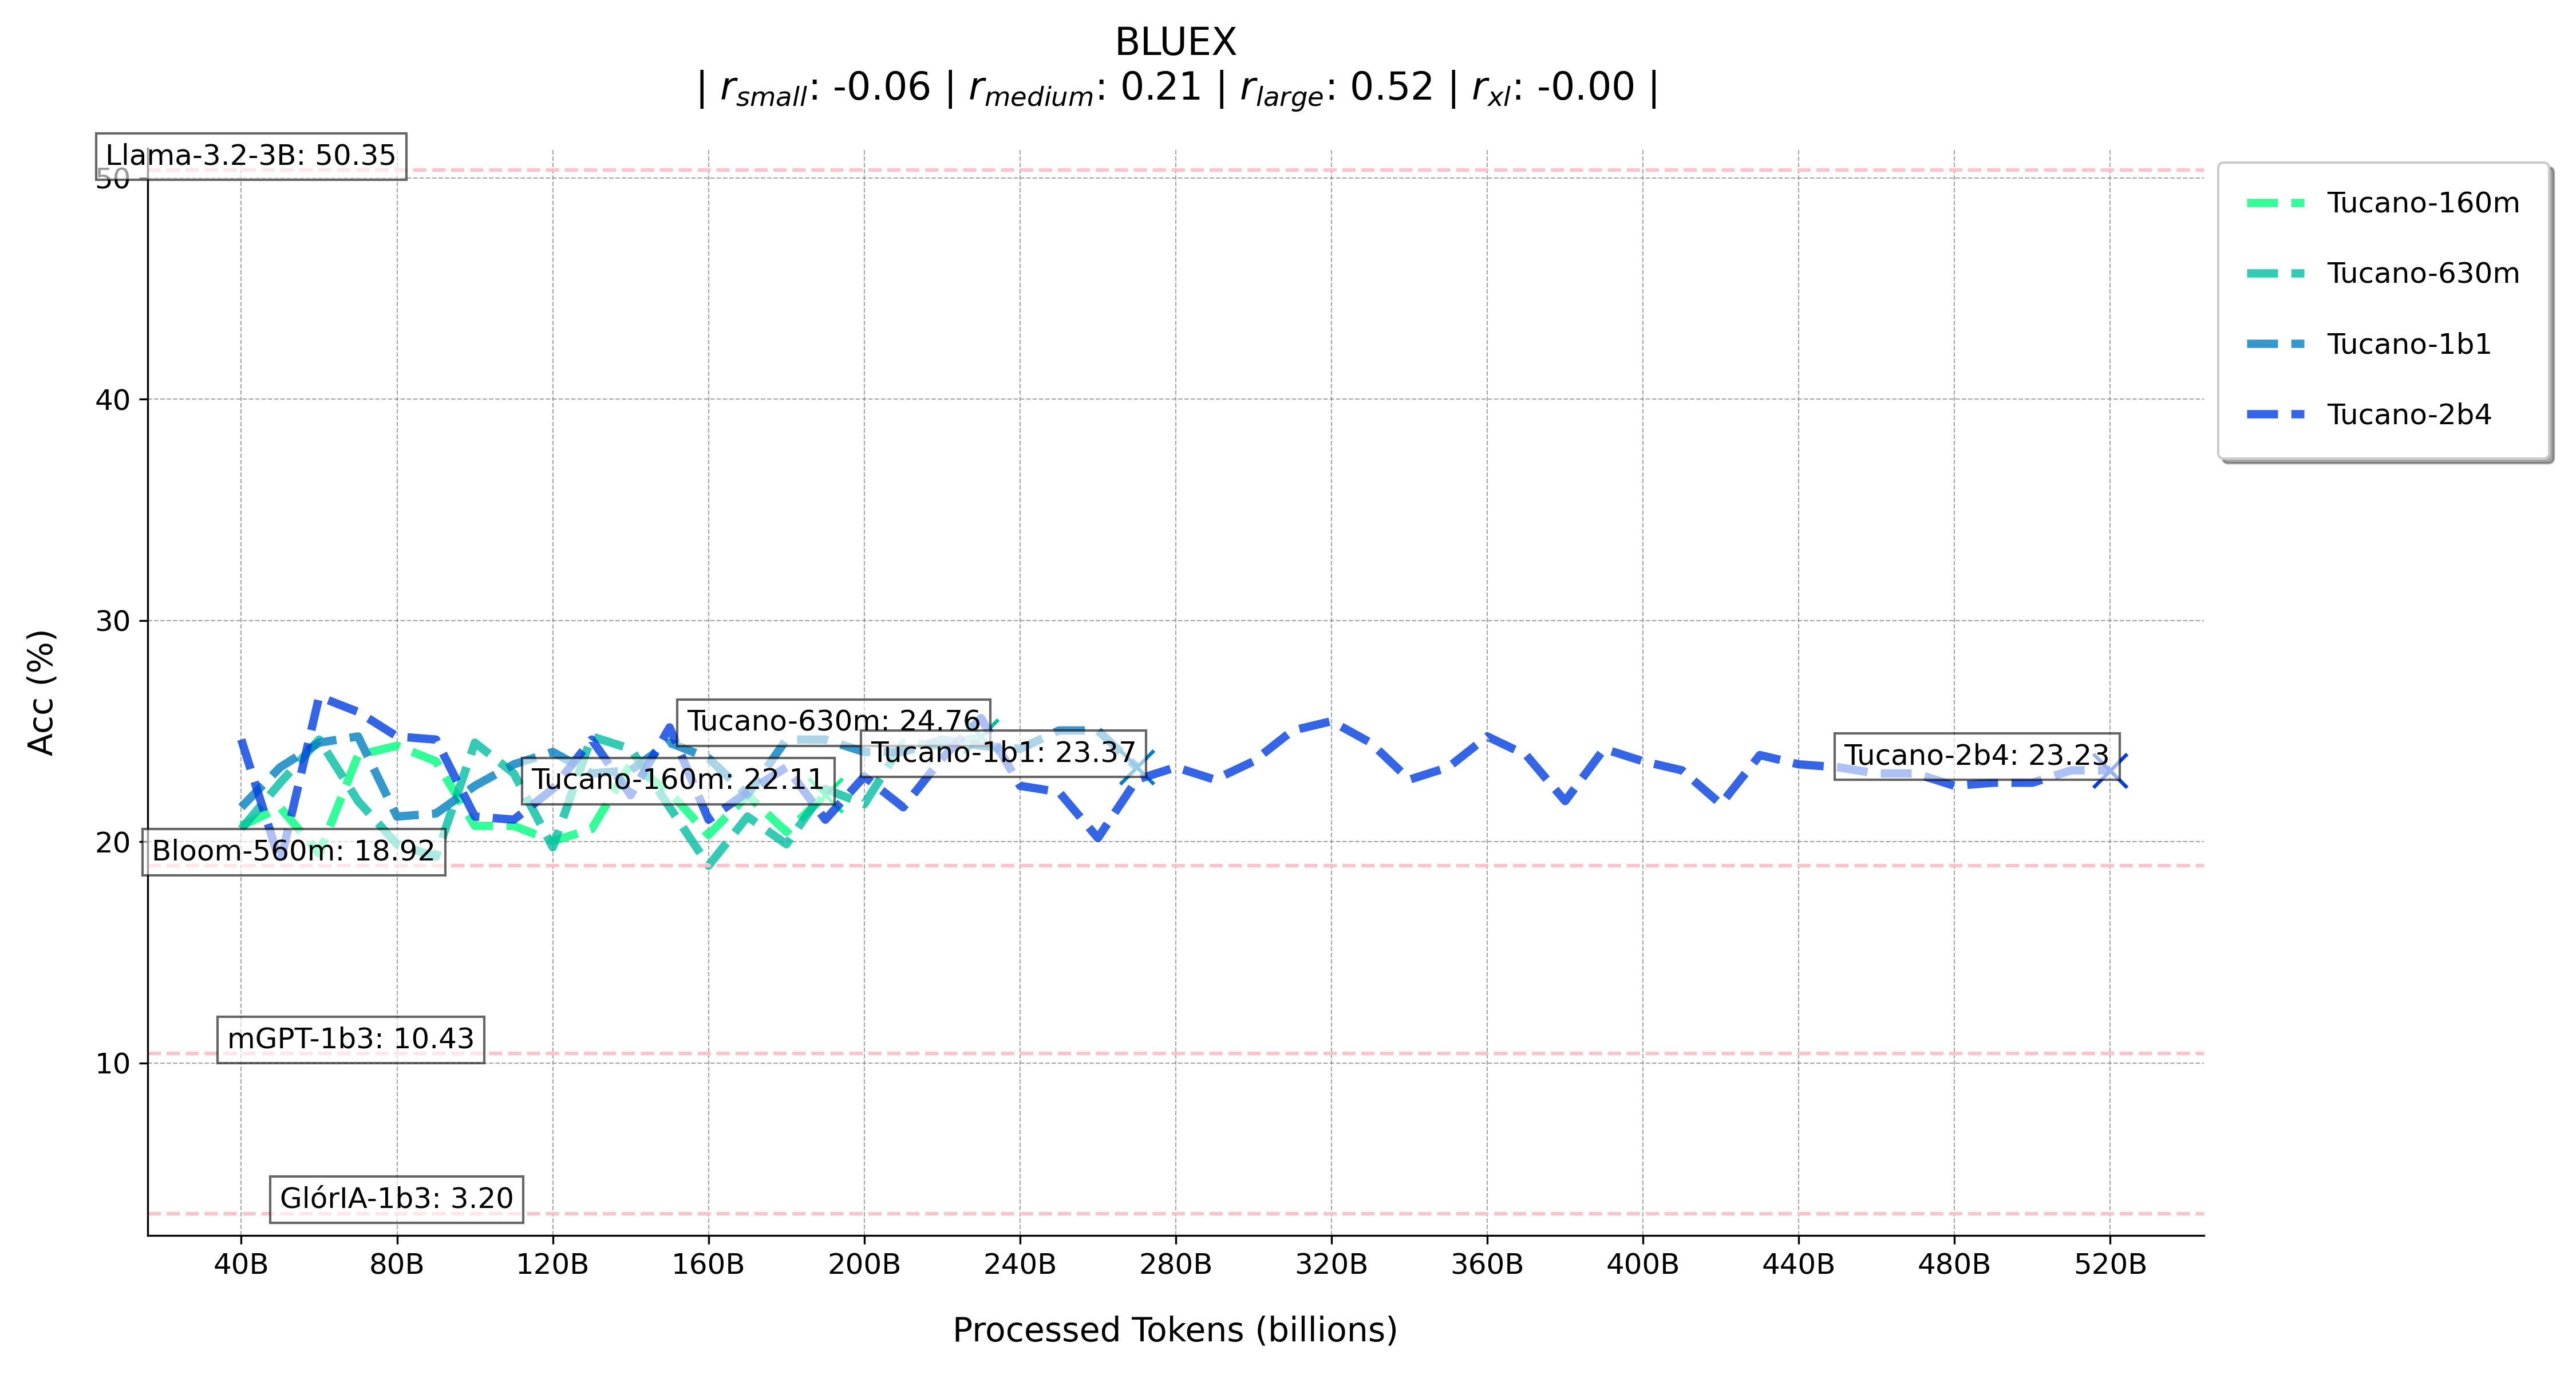 BLUEX
| r_small: -0.06 | r_medium: 0.21 | r_large: 0.52 | r_xl: -0.00 |
Llama-3.2-3B: 50.35
50
40
30
20
10
Acc (%)
Tucano-630m: 24.76
Tucano-1b1: 23.37
Tucano-2b4: 23.23
Tucano-160m: 22.11
Bloom-560m: 18.92
mGPT-1b3: 10.43
GlórIA-1b3: 3.20
40B 80B 120B 160B 200B 240B 280B 320B 360B 400B 440B 480B 520B
Processed Tokens (billions)
Tucano-160m
Tucano-630m
Tucano-1b1
Tucano-2b4